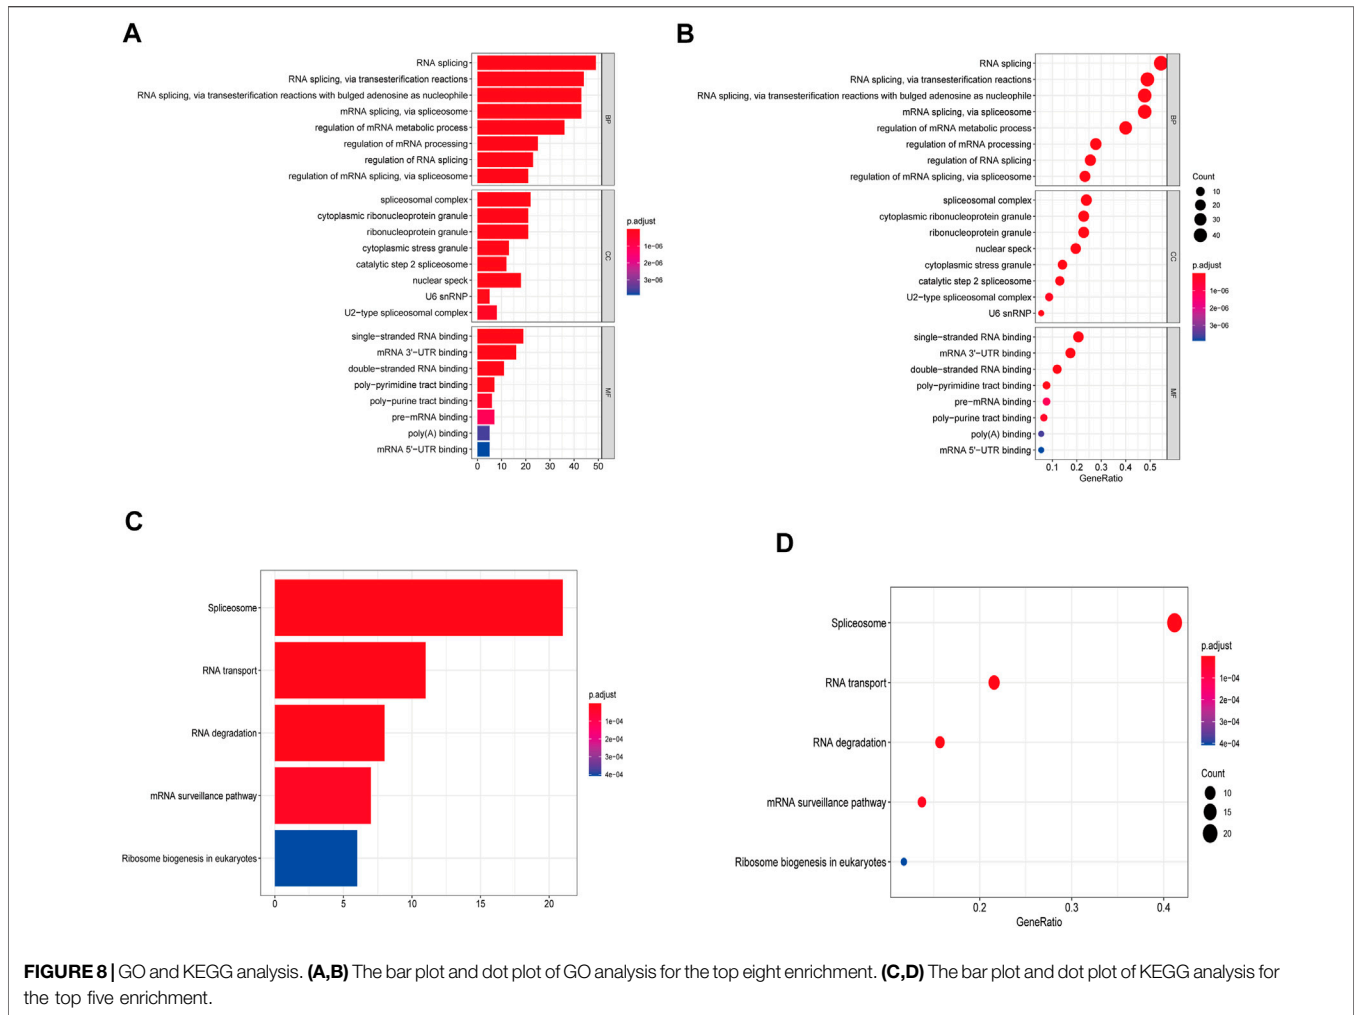 A
RNA splicing
RNA splicing, via transesterification reactions
RNA splicing, via transesterification reactions with bulged adenosine as nucleophile
mRNA splicing, via spliceosome
regulation of mRNA metabolic process
regulation of mRNA processing
regulation of RNA splicing
regulation of mRNA splicing, via spliceosome
BP
spliceosomal complex
cytoplasmic ribonucleoprotein granule
ribonucleoprotein granule
cytoplasmic stress granule
catalytic step 2 spliceosome
nuclear speck
U6 snRNP
U2−type spliceosomal complex
CC
single−stranded RNA binding
mRNA 3'−UTR binding
double−stranded RNA binding
poly−pyrimidine tract binding
poly−purine tract binding
pre−mRNA binding
poly(A) binding
mRNA 5'−UTR binding
MF
0 10 20 30 40 50
p.adjust
1e−06
2e−06
3e−06
B
RNA splicing
RNA splicing, via transesterification reactions
RNA splicing, via transesterification reactions with bulged adenosine as nucleophile
mRNA splicing, via spliceosome
regulation of mRNA metabolic process
regulation of mRNA processing
regulation of RNA splicing
regulation of mRNA splicing, via spliceosome
BP
spliceosomal complex
cytoplasmic ribonucleoprotein granule
ribonucleoprotein granule
nuclear speck
cytoplasmic stress granule
catalytic step 2 spliceosome
U2−type spliceosomal complex
U6 snRNP
CC
single−stranded RNA binding
mRNA 3'−UTR binding
double−stranded RNA binding
poly−pyrimidine tract binding
pre−mRNA binding
poly−purine tract binding
poly(A) binding
mRNA 5'−UTR binding
MF
0.1 0.2 0.3 0.4 0.5
GeneRatio
Count
10
20
30
40
p.adjust
1e−06
2e−06
3e−06
C
Spliceosome
RNA transport
RNA degradation
mRNA surveillance pathway
Ribosome biogenesis in eukaryotes
0 5 10 15 20
p.adjust
1e−04
2e−04
3e−04
4e−04
D
Spliceosome
RNA transport
RNA degradation
mRNA surveillance pathway
Ribosome biogenesis in eukaryotes
0.2 0.3 0.4
GeneRatio
p.adjust
1e−04
2e−04
3e−04
4e−04
Count
10
15
20
FIGURE 8 | GO and KEGG analysis. (A,B) The bar plot and dot plot of GO analysis for the top eight enrichment. (C,D) The bar plot and dot plot of KEGG analysis for
the top five enrichment.